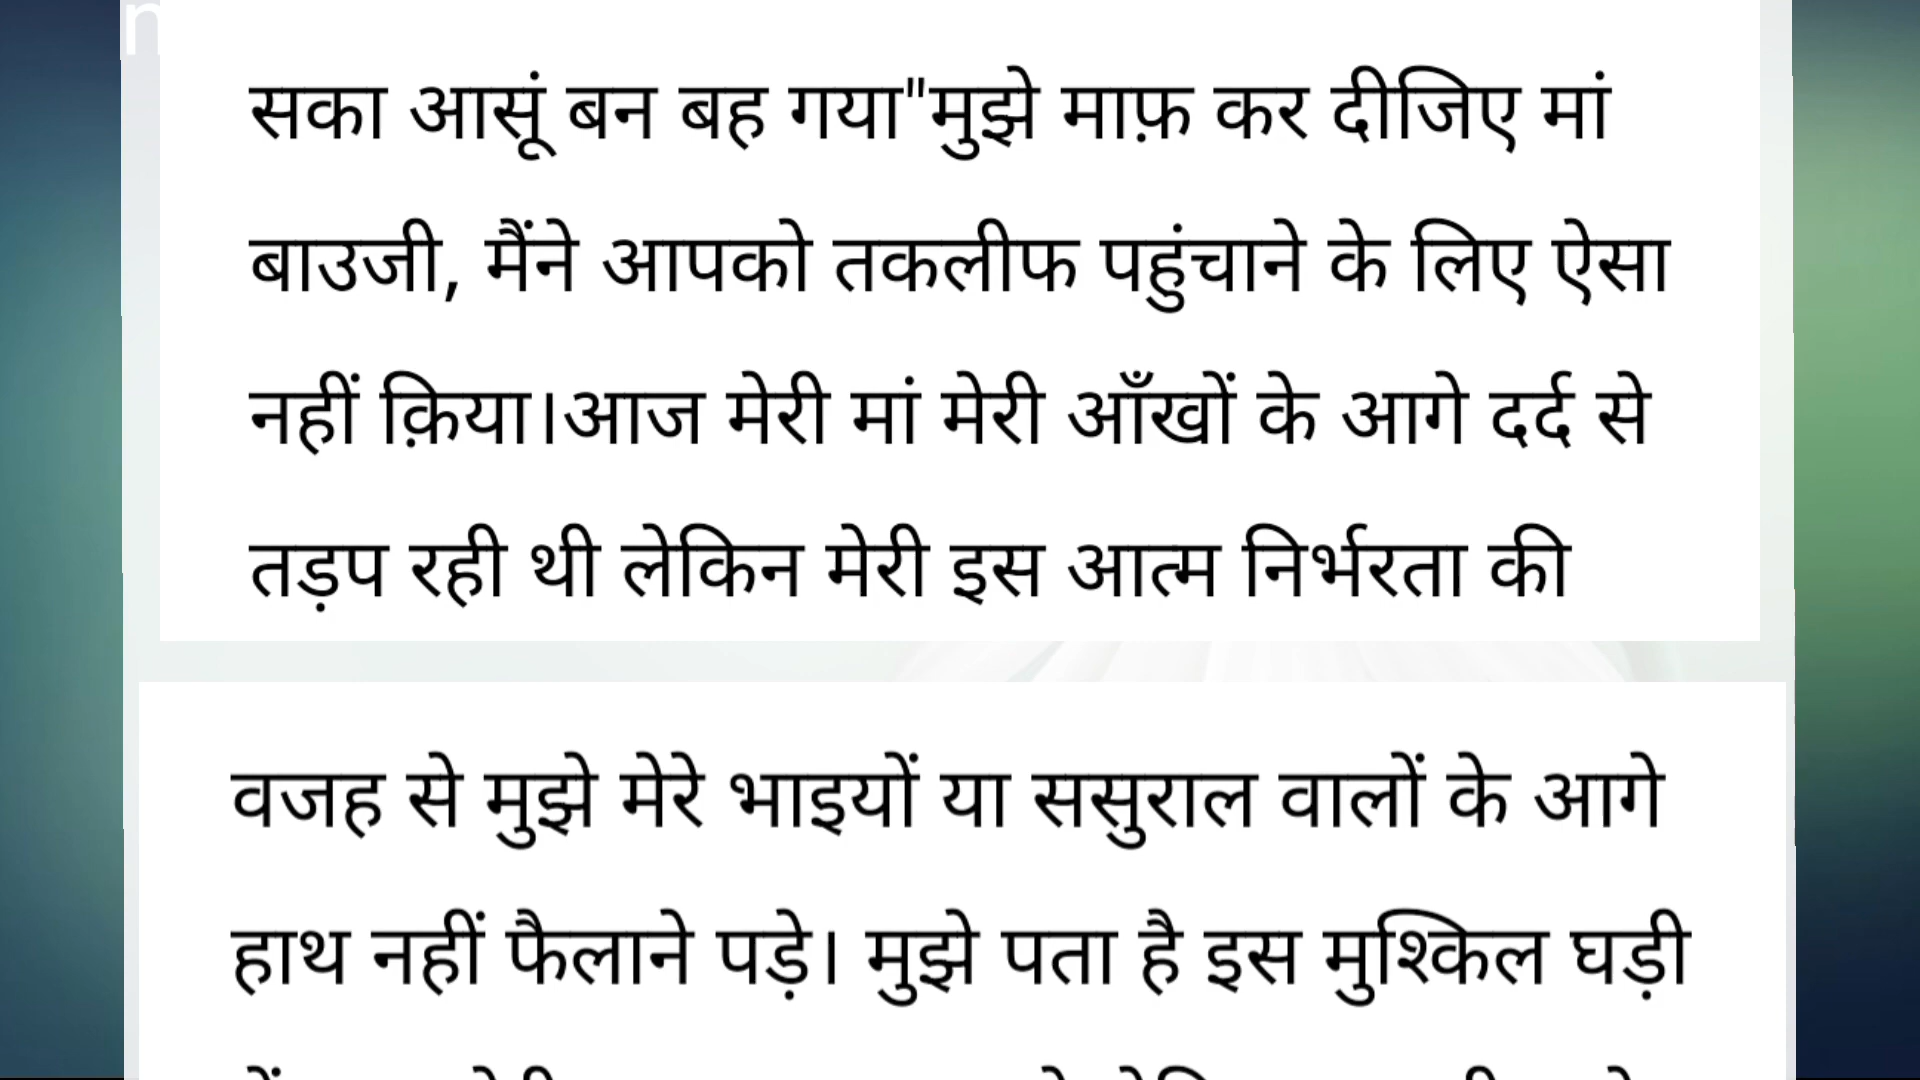 सका आसूं बन बह गया"मुझे माफ़ कर दीजिए मां
बाउजी, मैंने आपको तकलीफ पहुंचाने के लिए ऐसा
नहीं क़िया।आज मेरी मां मेरी आँखों के आगे दर्द से
तड़प रही थी लेकिन मेरी इस आत्म निर्भरता की
वजह से मुझे मेरे भाइयों या ससुराल वालों के आगे
हाथ नहीं फैलाने पड़े। मुझे पता है इस मुश्किल घड़ी